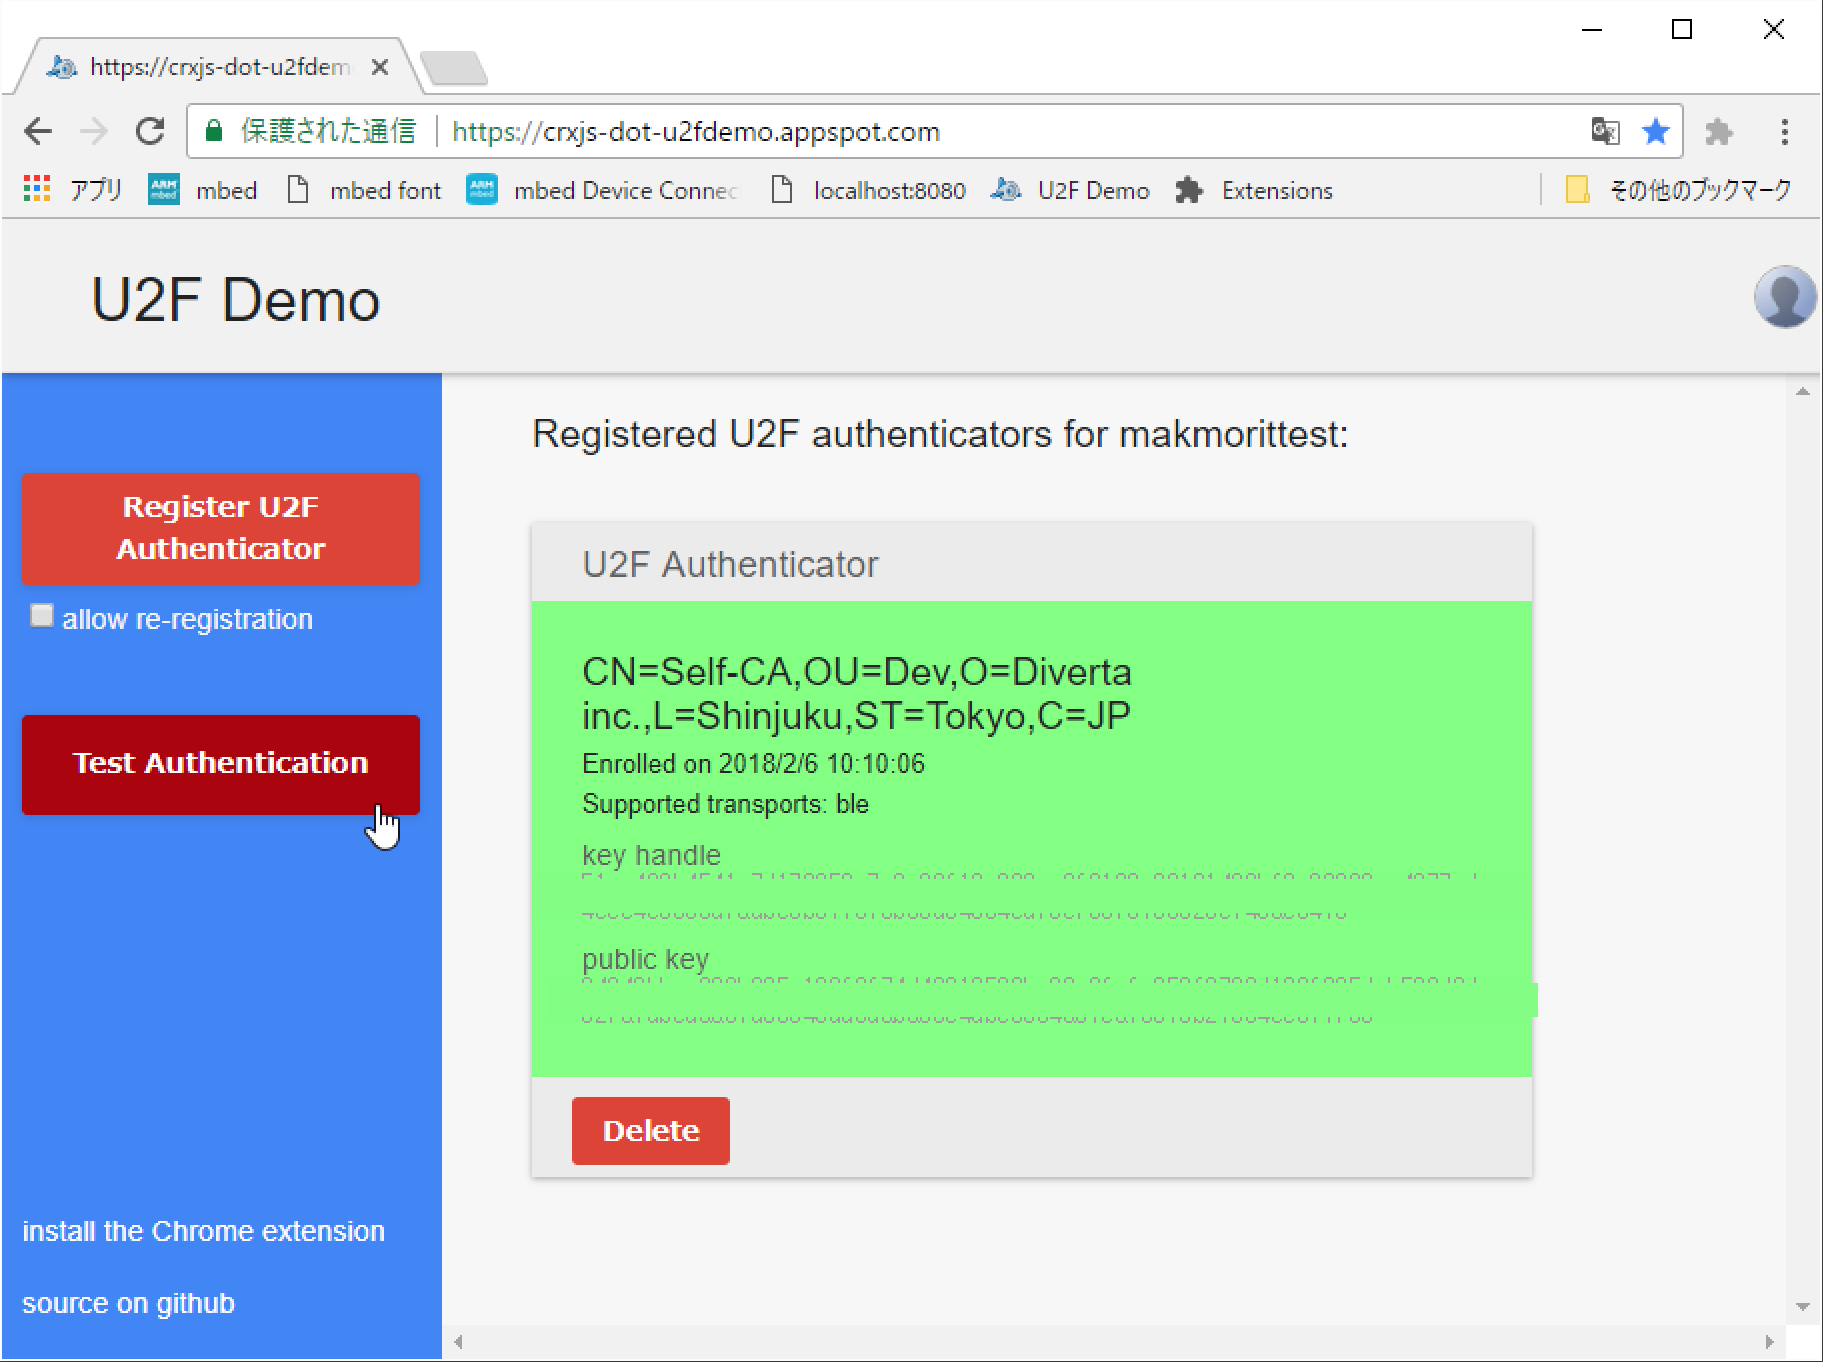 https://crxjs-dot-u2fdem
保護された通信 https://crxjs-dot-u2fdemo.appspot.com
アプリ ARM mbed mbed mbed font ARM mbed mbed Device Connec localhost:8080 U2F Demo Extensions その他のブックマーク
U2F Demo
Registered U2F authenticators for makmorittest:
Register U2F
Authenticator
allow re-registration
Test Authentication
U2F Authenticator
CN=Self-CA,OU=Dev,O=Diverta
inc.,L=Shinjuku,ST=Tokyo,C=JP
Enrolled on 2018/2/6 10:10:06
Supported transports: ble
key handle
public key
Delete
install the Chrome extension
source on github